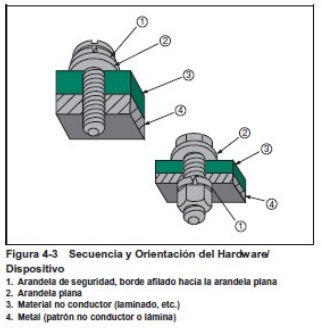 1
2
3
4
2
3
4
1
Figura 4-3 Secuencia y Orientación del Hardware/
Dispositivo
1. Arandela de seguridad, borde afilado hacia la arandela plana
2. Arandela plana
3. Material no conductor (laminado, etc.)
4. Metal (patrón no conductor o lámina)